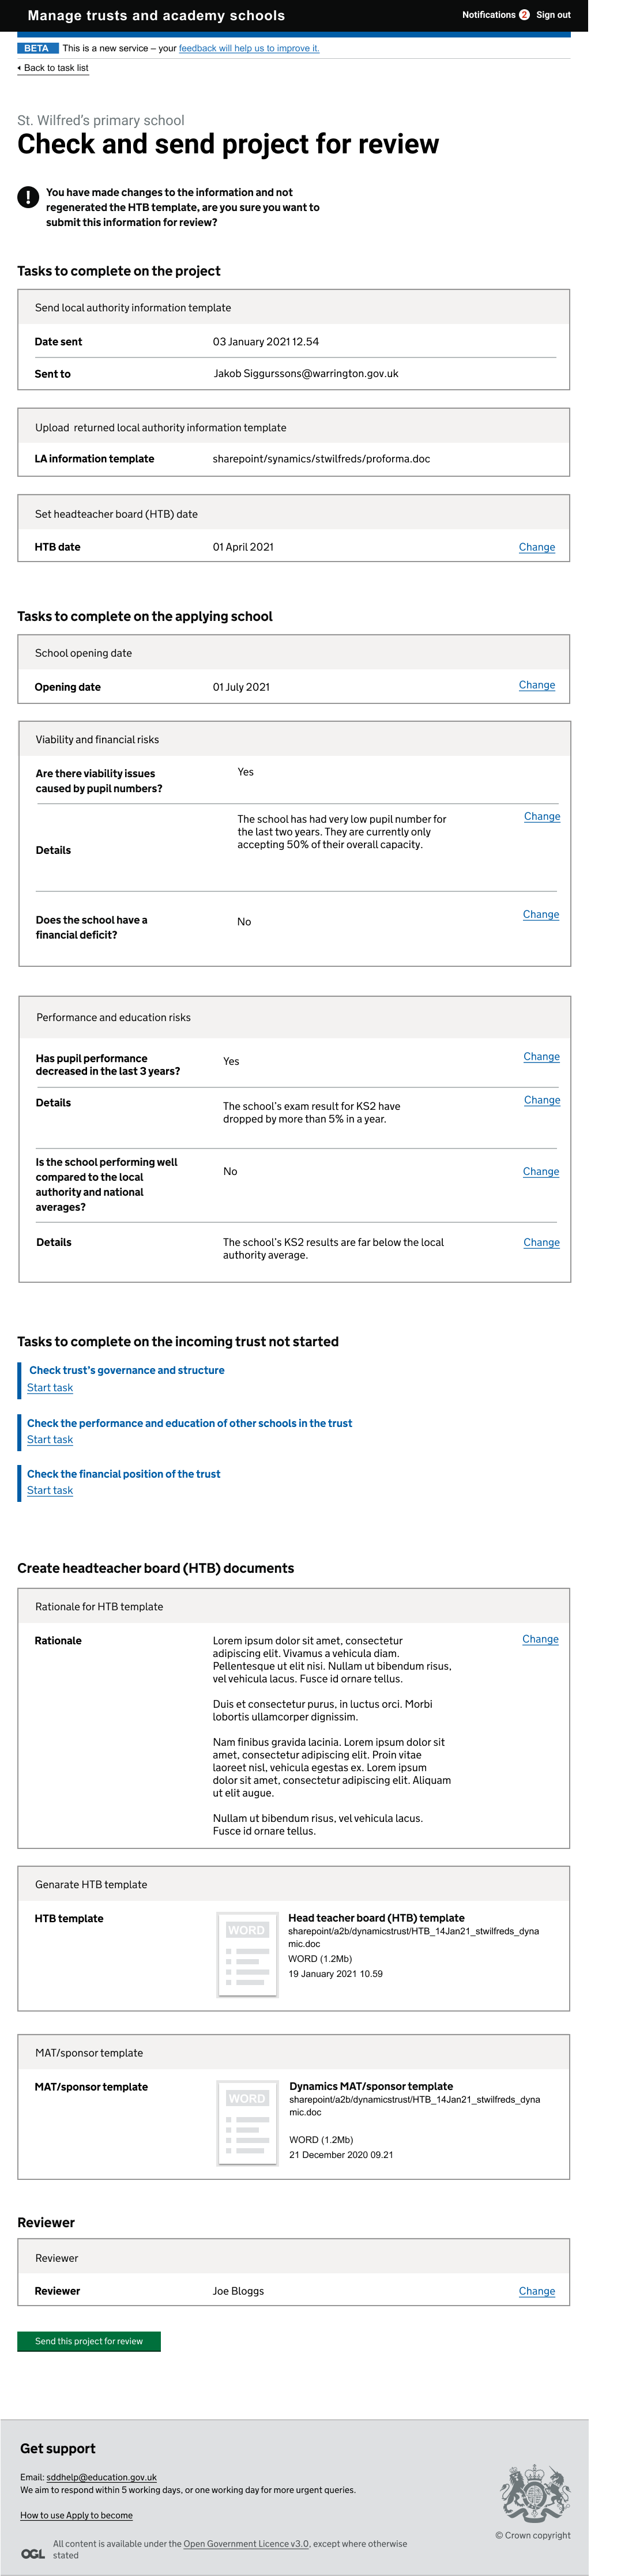 Manage trusts and academy schools
Notifications 2 Sign out
BETA This is a new service – your feedback will help us to improve it.
Back to task list
St. Wilfred's primary school
Check and send project for review
! You have made changes to the information and not
regenerated the HTB template, are you sure you want to
submit this information for review?
Tasks to complete on the project
Send local authority information template
Date sent 03 January 2021 12.54
Sent to Jakob Siggurssons@warrington.gov.uk
Upload returned local authority information template
LA information template sharepoint/synamics/stwilfreds/proforma.doc
Set headteacher board (HTB) date
HTB date 01 April 2021 Change
Tasks to complete on the applying school
School opening date
Opening date 01 July 2021 Change
Viability and financial risks
Are there viability issues
caused by pupil numbers?
Yes
Details
The school has had very low pupil number for
the last two years. They are currently only
accepting 50% of their overall capacity.
Change
Does the school have a
financial deficit?
No
Change
Performance and education risks
Has pupil performance
decreased in the last 3 years?
Yes
Change
Details
The school's exam result for KS2 have
dropped by more than 5% in a year.
Change
Is the school performing well
compared to the local
authority and national
averages?
No
Change
Details
The school's KS2 results are far below the local
authority average.
Change
Tasks to complete on the incoming trust not started
Check trust's governance and structure
Start task
Check the performance and education of other schools in the trust
Start task
Check the financial position of the trust
Start task
Create headteacher board (HTB) documents
Rationale for HTB template
Rationale
Lorem ipsum dolor sit amet, consectetur
adipiscing elit. Vivamus a vehicula diam.
Pellentesque ut elit nisi. Nullam ut bibendum risus,
vel vehicula lacus. Fusce id ornare tellus.
Duis et consectetur purus, in luctus orci. Morbi
lobortis ullamcorper dignissim.
Nam finibus gravida lacinia. Lorem ipsum dolor sit
amet, consectetur adipiscing elit. Proin vitae
laoreet nisl, vehicula egestas ex. Lorem ipsum
dolor sit amet, consectetur adipiscing elit. Aliquam
ut elit augue.
Nullam ut bibendum risus, vel vehicula lacus.
Fusce id ornare tellus.
Change
Genarate HTB template
HTB template
WORD
Head teacher board (HTB) template
sharepoint/a2b/dynamicstrust/HTB_14Jan21_stwilfreds_dyna
mic.doc
WORD (1.2Mb)
19 January 2021 10.59
MAT/sponsor template
MAT/sponsor template
WORD
Dynamics MAT/sponsor template
sharepoint/a2b/dynamicstrust/HTB_14Jan21_stwilfreds_dyna
mic.doc
WORD (1.2Mb)
21 December 2020 09.21
Reviewer
Reviewer
Reviewer Joe Bloggs Change
Send this project for review
Get support
Email: sddhelp@education.gov.uk
We aim to respond within 5 working days, or one working day for more urgent queries.
How to use Apply to become
OGL All content is available under the Open Government Licence v3.0, except where otherwise
stated
© Crown copyright